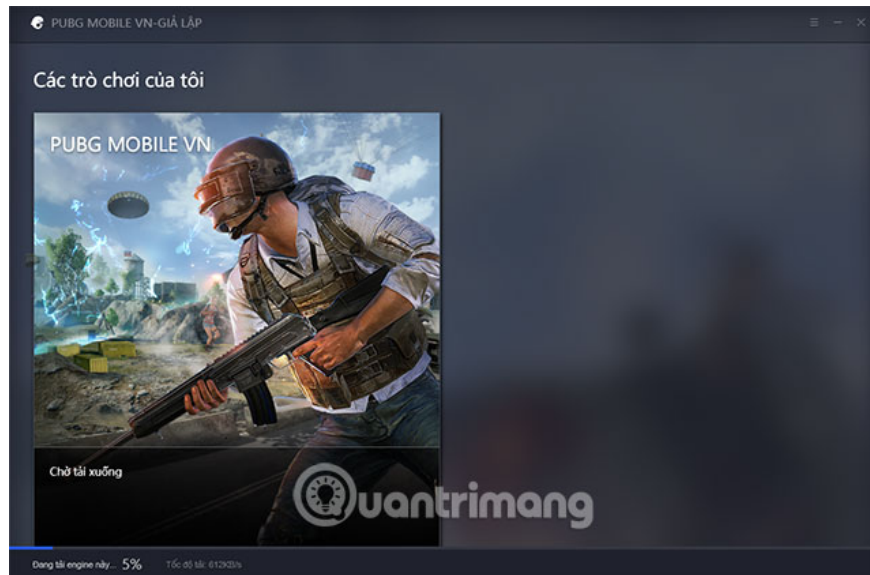 PUBG MOBILE VN-GIẢ LẬP
Các trò chơi của tôi
PUBG MOBILE VN
Chờ tải xuống
Quantrimang
Đang tải engine này... 5% Tốc độ tải: 612KB/s